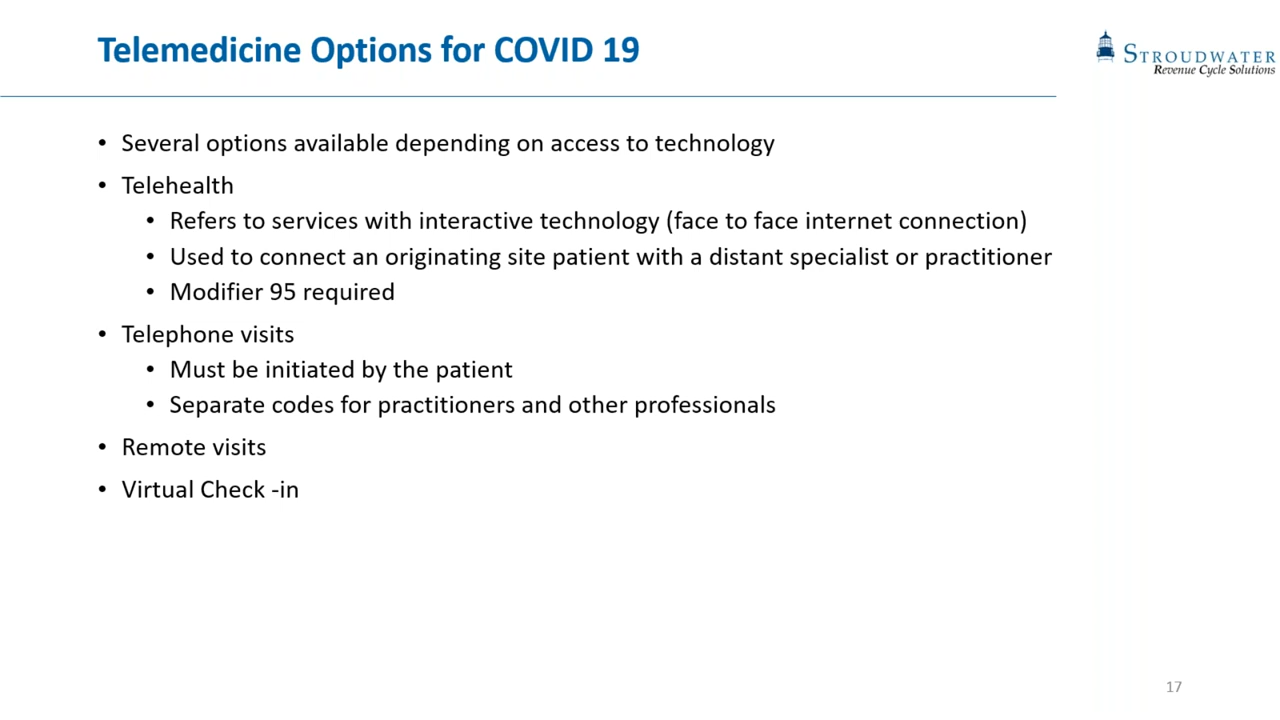 Telemedicine Options for COVID 19
STROUDWATER
Revenue Cycle Solutions
• Several options available depending on access to technology
• Telehealth
• Refers to services with interactive technology (face to face internet connection)
• Used to connect an originating site patient with a distant specialist or practitioner
• Modifier 95 required
• Telephone visits
• Must be initiated by the patient
• Separate codes for practitioners and other professionals
• Remote visits
• Virtual Check -in
17